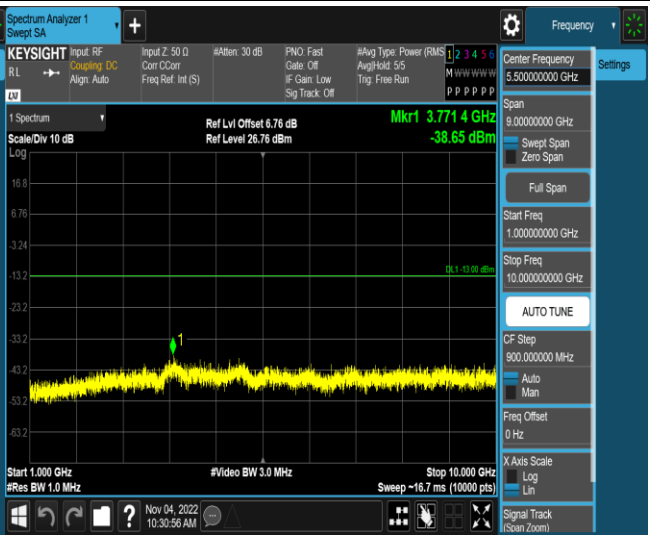 Spectrum Analyzer 1
Swept SA
+
Frequency
KEYSIGHT
RL
LXI
Input: RF
Coupling: DC
Align: Auto
Input Z: 50 Ω
Corr CCorr
Freq Ref: Int (S)
#Atten: 30 dB
PNO: Fast
Gate: Off
IF Gain: Low
Sig Track: Off
#Avg Type: Power (RMS
Avg|Hold: 5/5
Trig: Free Run
1 2 3 4 5 6
M W W W W W
P P P P P P
1 Spectrum
Scale/Div 10 dB
Log
Ref Lvl Offset 6.76 dB
Ref Level 26.76 dBm
Mkr1 3.771 4 GHz
-38.65 dBm
16.8
6.76
-3.24
-13.2
DL1 -13.00 dBm
-23.2
-33.2
1
-43.2
-53.2
-63.2
Start 1.000 GHz
#Res BW 1.0 MHz
#Video BW 3.0 MHz
Stop 10.000 GHz
Sweep ~16.7 ms (10000 pts)
Nov 04, 2022
10:30:56 AM
?
Center Frequency
5.500000000 GHz
Settings
Span
9.00000000 GHz
Swept Span
Zero Span
Full Span
Start Freq
1.000000000 GHz
Stop Freq
10.000000000 GHz
AUTO TUNE
CF Step
900.000000 MHz
Auto
Man
Freq Offset
0 Hz
X Axis Scale
Log
Lin
Signal Track
(Span Zoom)